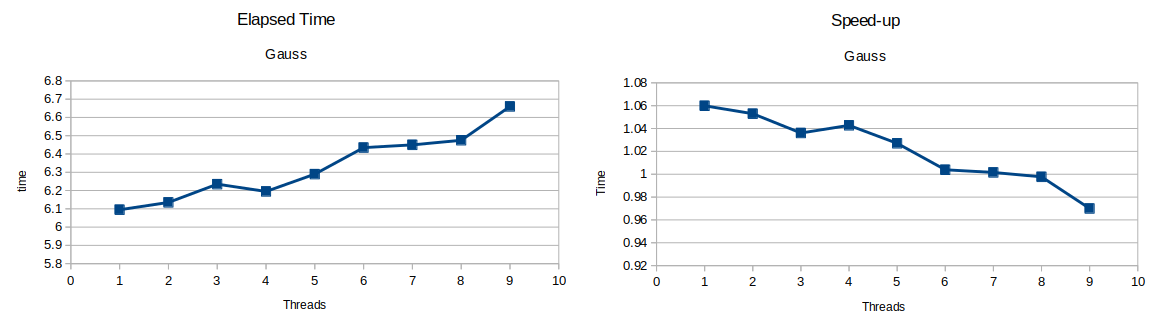 Elapsed Time
Gauss
6.8
6.7
6.6
6.5
6.4
6.3
6.2
6.1
6
5.9
5.8
time
0 1 2 3 4 5 6 7 8 9 10
Threads
Speed-up
Gauss
1.08
1.06
1.04
1.02
1
0.98
0.96
0.94
0.92
Time
0 1 2 3 4 5 6 7 8 9 10
Threads